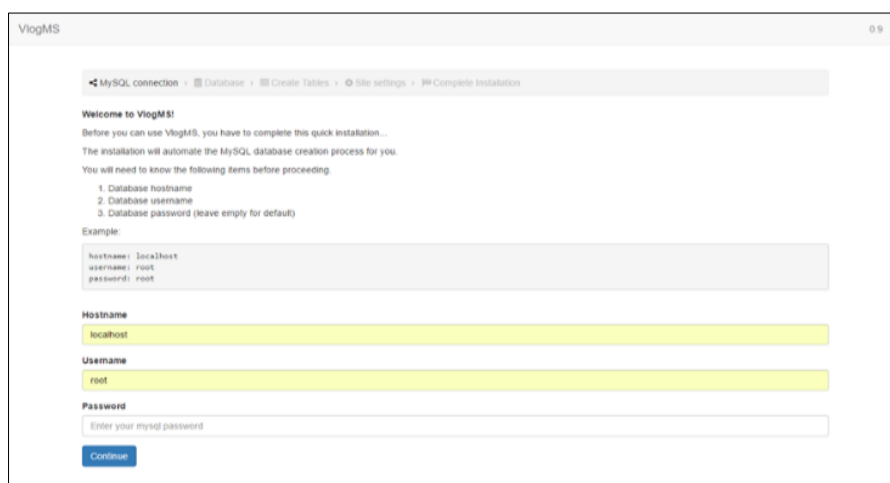 VlogMS 0.9
MySQL connection › Database › Create Tables › Site settings › Complete Installation
Welcome to VlogMS!
Before you can use VlogMS, you have to complete this quick installation...
The installation will automate the MySQL database creation process for you.
You will need to know the following items before proceeding.
1. Database hostname
2. Database username
3. Database password (leave empty for default)
Example:
hostname: localhost
username: root
password: root
Hostname
localhost
Username
root
Password
Enter your mysql password
Continue